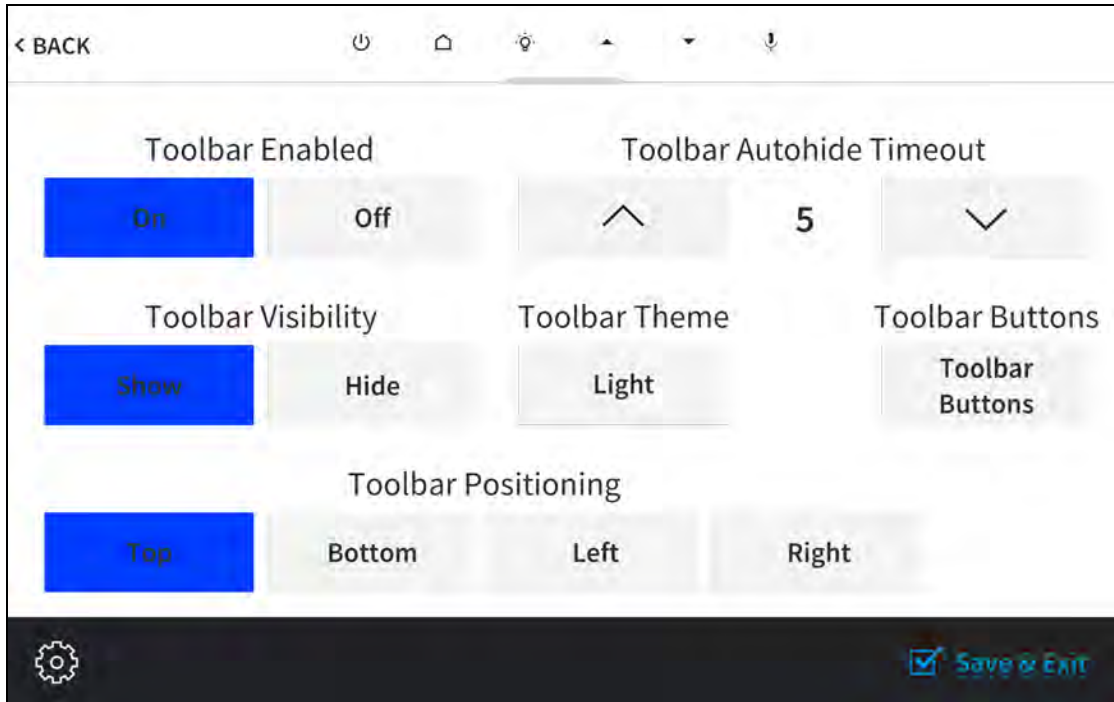 < BACK
Toolbar Enabled
Toolbar Autohide Timeout
On
Off
5
Toolbar Visibility
Toolbar Theme
Toolbar Buttons
Show
Hide
Light
Toolbar
Buttons
Toolbar Positioning
Top
Bottom
Left
Right
Save & Exit